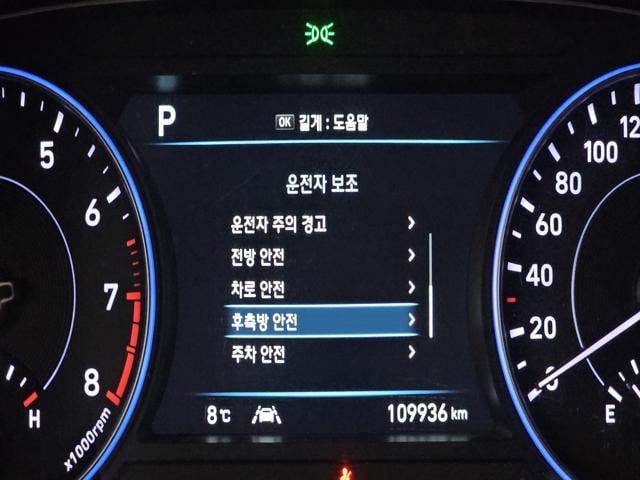 P
OK 길게 : 도움말
운전자 보조
운전자 주의 경고
전방 안전
차로 안전
후측방 안전
주차 안전
8℃
109936 km
5
6
7
8
x1000rpm
H
100
80
60
40
20
0
E